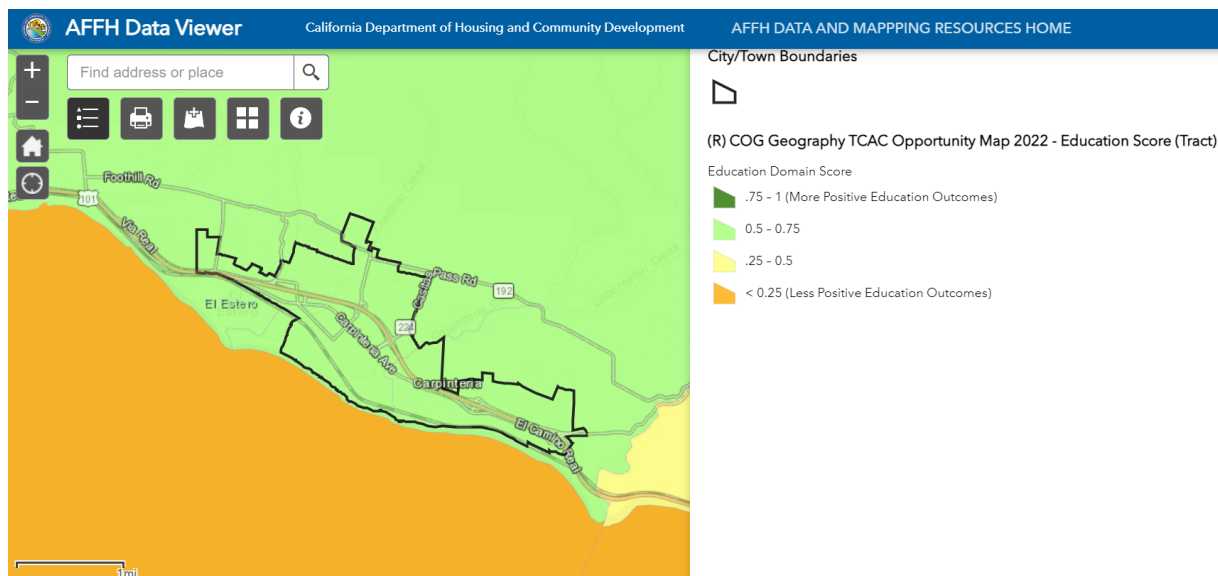 AFFH Data Viewer
California Department of Housing and Community Development
AFFH DATA AND MAPPPING RESOURCES HOME
+
Find address or place
−
City/Town Boundaries
(R) COG Geography TCAC Opportunity Map 2022 - Education Score (Tract)
Education Domain Score
.75 - 1 (More Positive Education Outcomes)
0.5 - 0.75
.25 - 0.5
< 0.25 (Less Positive Education Outcomes)
Foothill Rd
101
Via Real
El Estero
Casitas Pass Rd
192
224
Carpinteria Ave
Carpinteria
El Camino Real
1mi